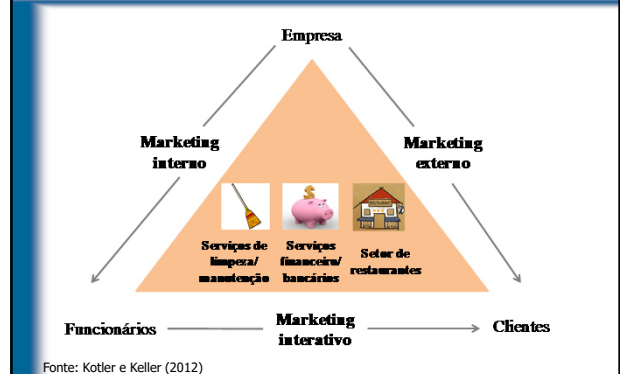 Empresa
Marketing
interno
Marketing
externo
RESTAURANT
Serviços de
limpeza/
manutenção
Serviços
financeiro/
bancários
Setor de
restaurantes
Funcionários
Marketing
interativo
Clientes
Fonte: Kotler e Keller (2012)